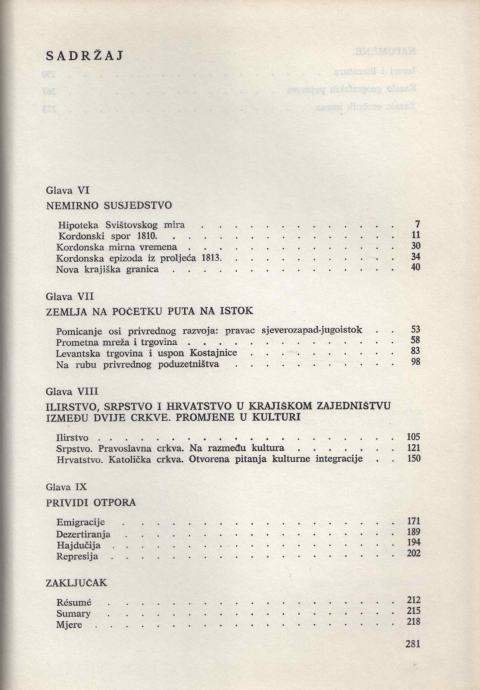 SADRŽAJ
Glava VI
NEMIRNO SUSJEDSTVO
Hipoteka Svištovskog mira . . . . . . . . . . . . 7
Kordonski spor 1810. . . . . . . . . . . . . . 11
Kordonska mirna vremena . . . . . . . . . . . . 30
Kordonska epizoda iz proljeća 1813. . . . . . . . . . 34
Nova krajiška granica . . . . . . . . . . . . . 40
Glava VII
ZEMLJA NA POČETKU PUTA NA ISTOK
Pomicanje osi privrednog razvoja: pravac sjeverozapad-jugoistok . . 53
Prometna mreža i trgovina . . . . . . . . . . . . 58
Levantska trgovina i uspon Kostajnice . . . . . . . . . 83
Na rubu privrednog poduzetništva . . . . . . . . . 98
Glava VIII
ILIRSTVO, SRPSTVO I HRVATSTVO U KRAJIŠKOM ZAJEDNIŠTVU
IZMEĐU DVIJE CRKVE. PROMJENE U KULTURI
Ilirstvo . . . . . . . . . . . . . . . . . 105
Srpstvo. Pravoslavna crkva. Na razmeđu kultura . . . . . . 121
Hrvatstvo. Katolička crkva. Otvorena pitanja kulturne integracije . . 150
Glava IX
PRIVIDI OTPORA
Emigracije . . . . . . . . . . . . . . . . 171
Dezertiranja . . . . . . . . . . . . . . . . 189
Hajdučija . . . . . . . . . . . . . . . . . 194
Represija . . . . . . . . . . . . . . . . . 202
ZAKLJUČAK
Résumé . . . . . . . . . . . . . . . . . 212
Sumary . . . . . . . . . . . . . . . . . 215
Mjere . . . . . . . . . . . . . . . . . . 218
281